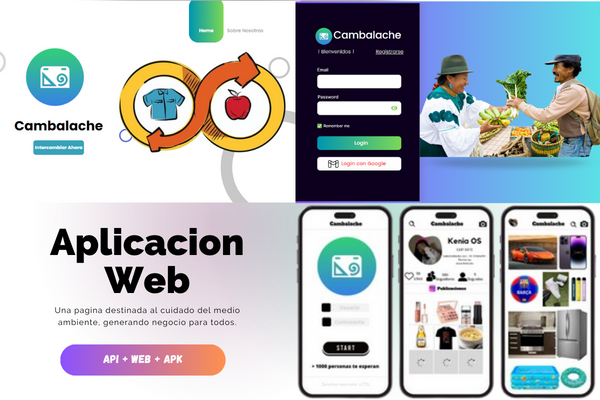 Home
Sobre Nosotros
Cambalache
Intercambiar Ahora
Cambalache
! Bienvenidos !
Registrarse
Email
Password
Remember me
Login
Login con Google
Aplicacion
Web
Una pagina destinada al cuidado del medio
ambiente, generando negocio para todos.
API + WEB + APK
Cambalache
START
+ 1000 personas te esperan
Cambalache
Kenia OS
Publicaciones
Cambalache
BARÇA